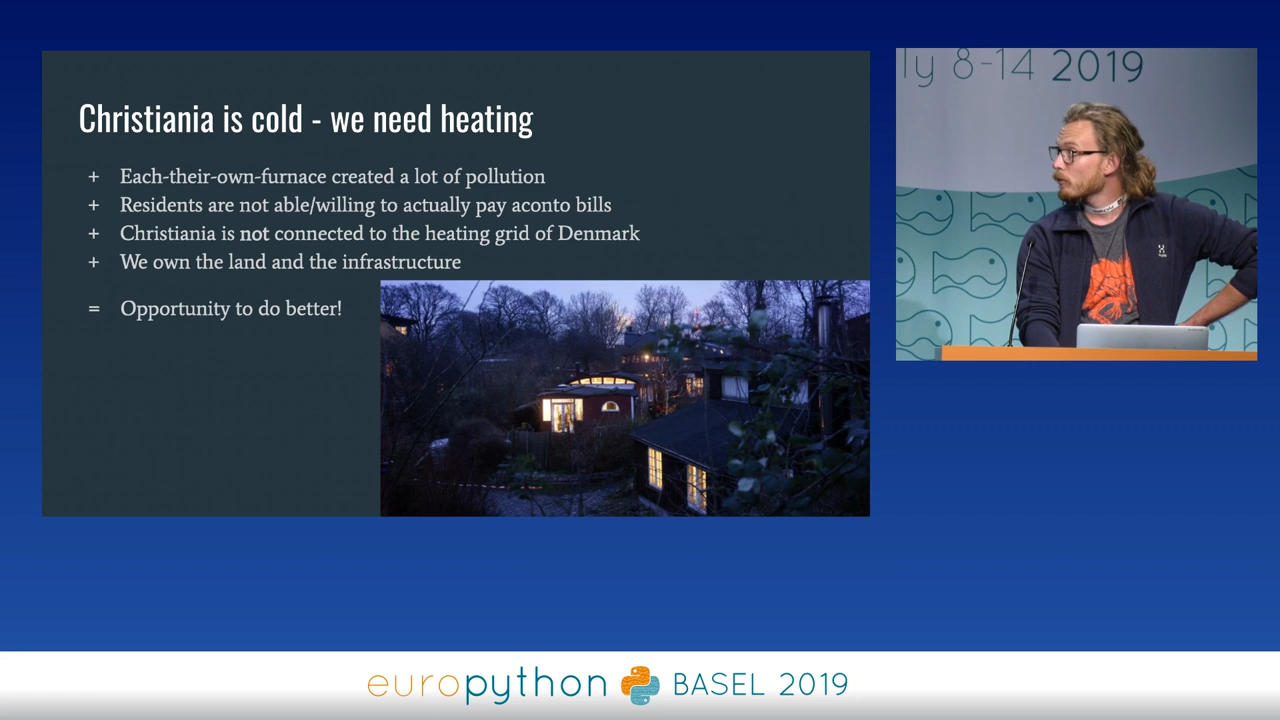 Christiania is cold - we need heating
+ Each-their-own-furnace created a lot of pollution
+ Residents are not able/willing to actually pay aconto bills
+ Christiania is not connected to the heating grid of Denmark
+ We own the land and the infrastructure
= Opportunity to do better!
ly 8-14 2019
europython BASEL 2019